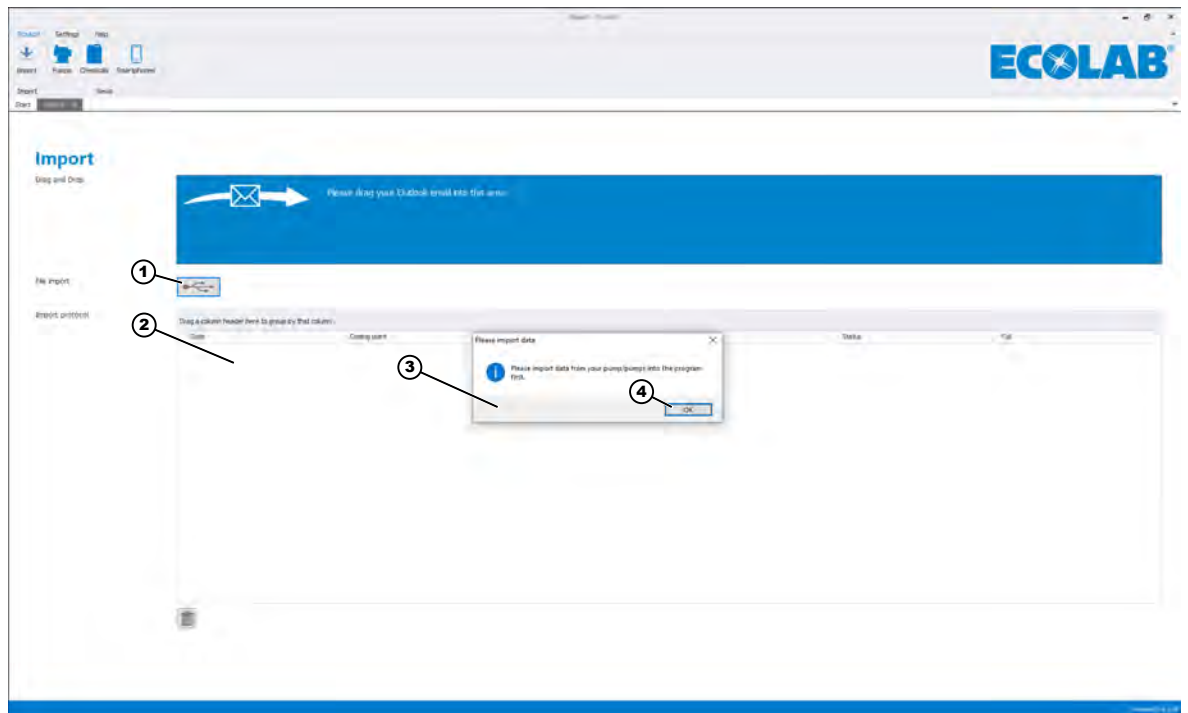 Settings Help
Import Pumps Chemicals Smartphones
ECOLAB
Import
Start
Import
Drag and Drop
Please drag your Outlook email into this area.
1
File import
Import protocol
2
Drag a column header here to group by that column
Date Dosing point Status
Please import data
3
Please import data from your pump/pumps into the program
first.
4
OK